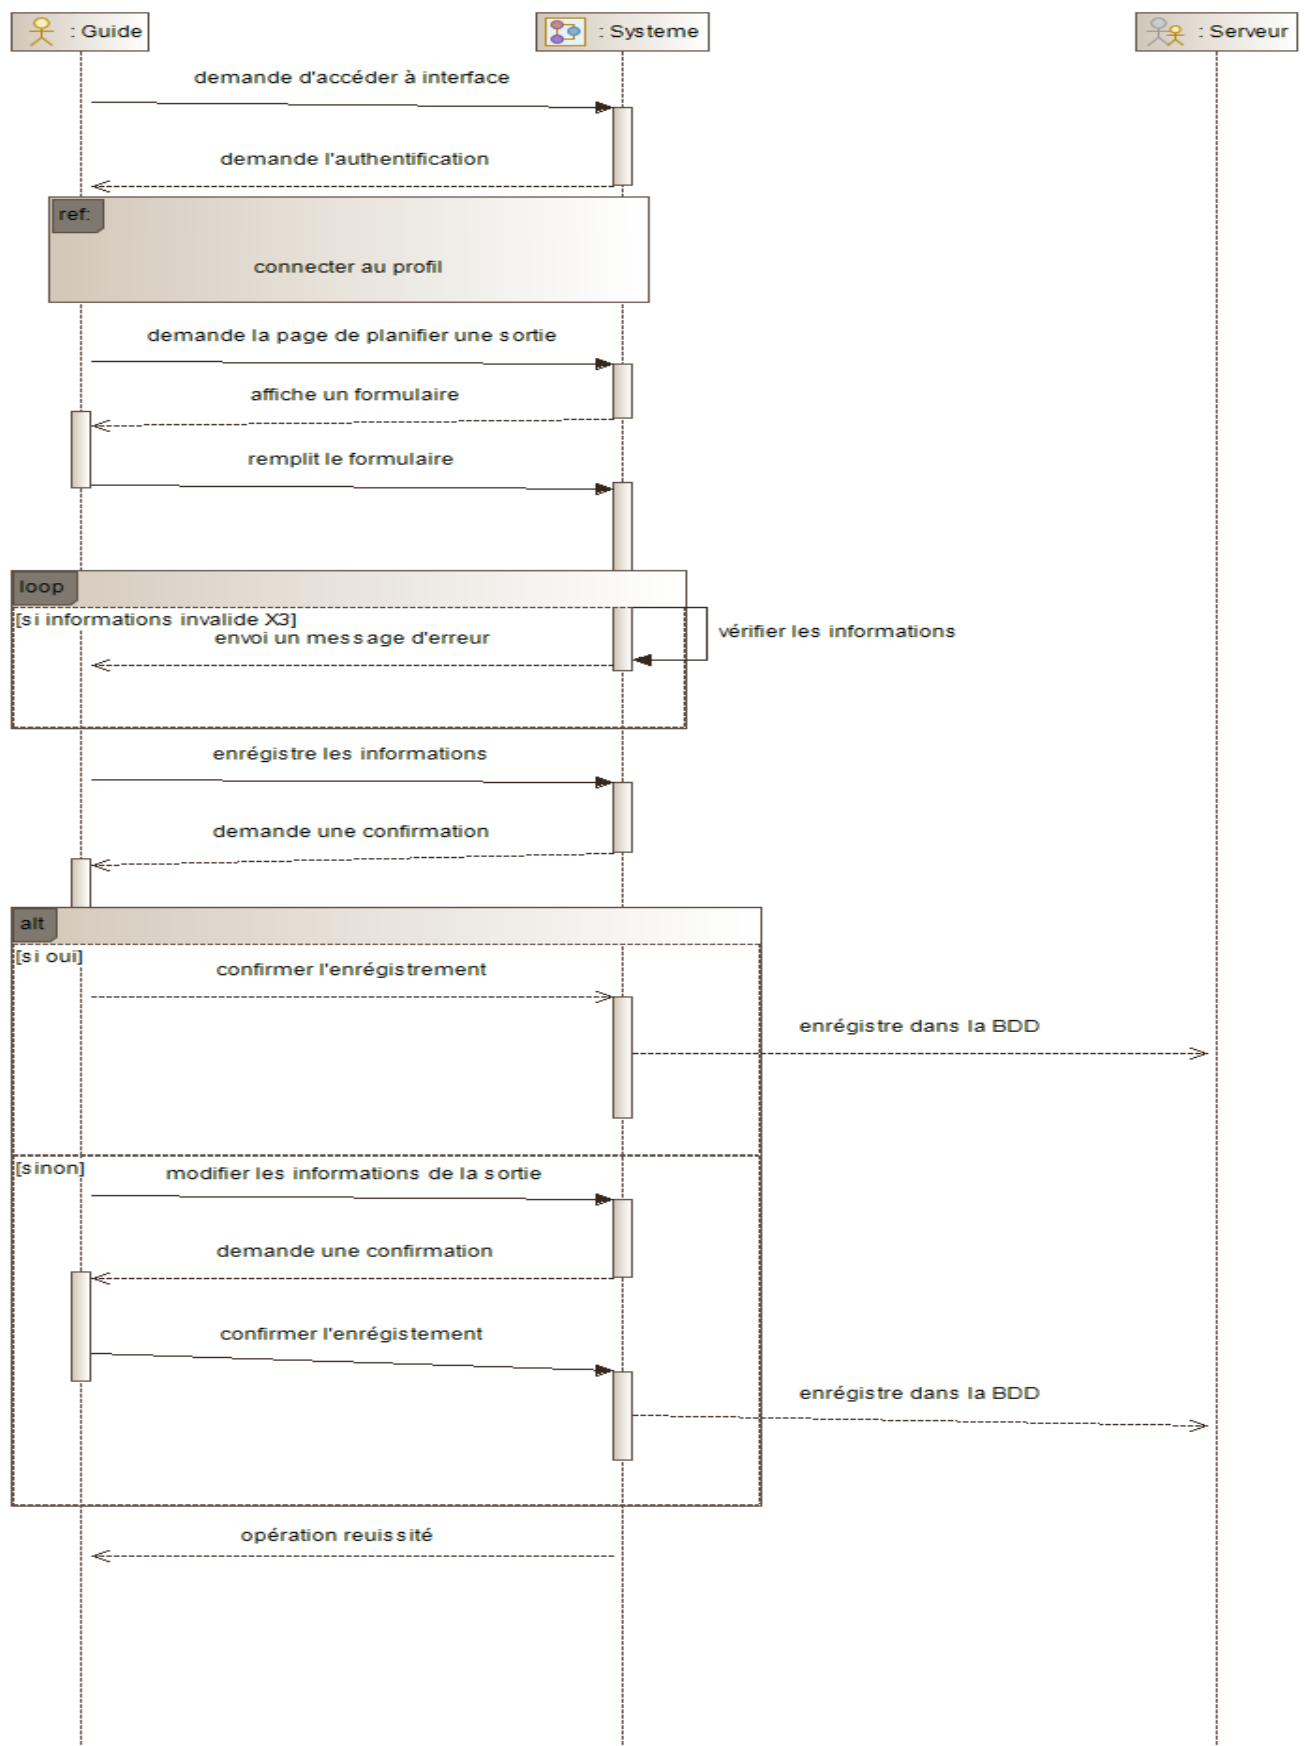 : Guide
: Systeme
: Serveur
demande d'accéder à interface
demande l'authentification
ref:
connecter au profil
demande la page de planifier une sortie
affiche un formulaire
remplit le formulaire
loop
[si informations invalide X3]
vérifier les informations
envoi un message d'erreur
enrégistre les informations
demande une confirmation
alt
[si oui]
confirmer l'enrégistrement
enrégistre dans la BDD
[sinon]
modifier les informations de la sortie
demande une confirmation
confirmer l'enrégistement
enrégistre dans la BDD
opération reuissité